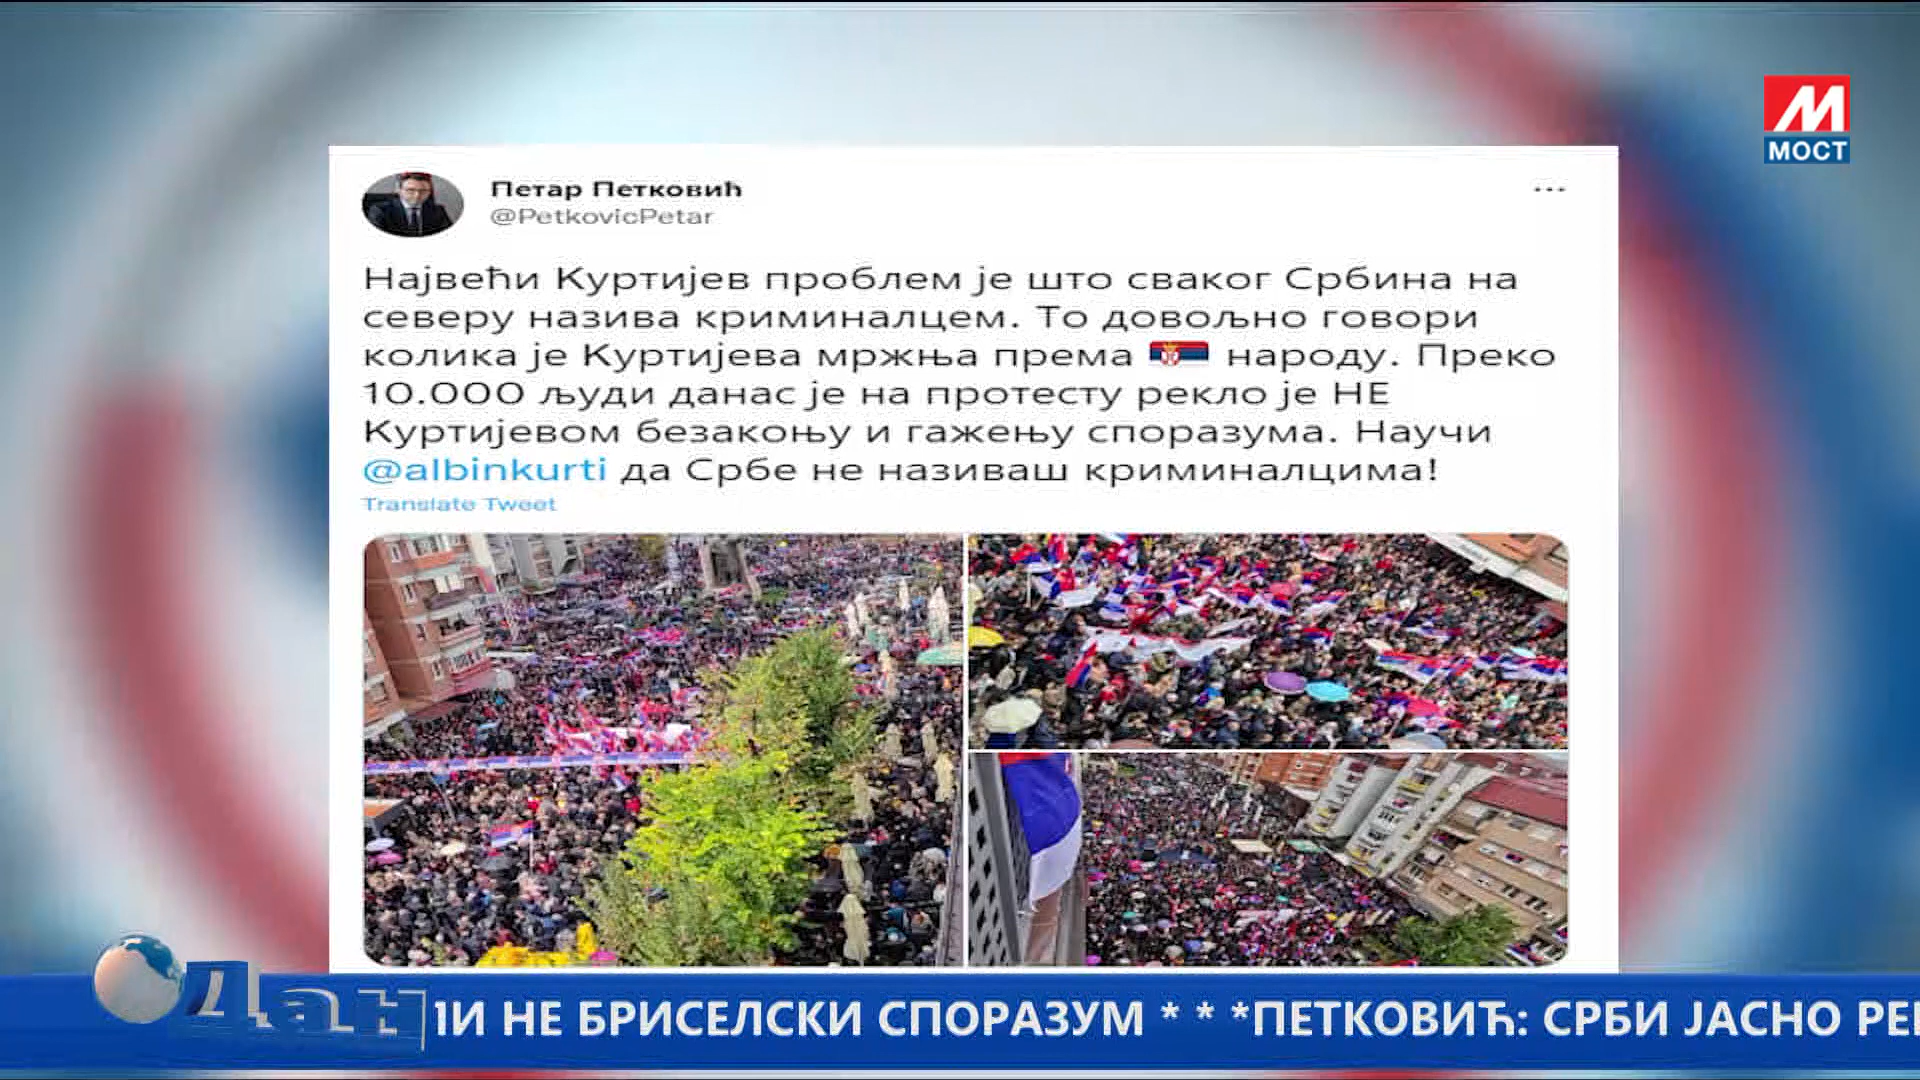 М
МОСТ
Петар Петковић
@PetkovicPetar
Највећи Куртијев проблем је што сваког Србина на
северу назива криминалцем. То довољно говори
колика је Куртијева мржња према народу. Преко
10.000 људи данас је на протесту рекло је НЕ
Куртијевом безакоњу и гажењу споразума. Научи
@albinkurti да Србе не називаш криминалцима!
Translate Tweet
Дан
НЕ БРИСЕЛСКИ СПОРАЗУМ * * *ПЕТКОВИЋ: СРБИ ЈАСНО